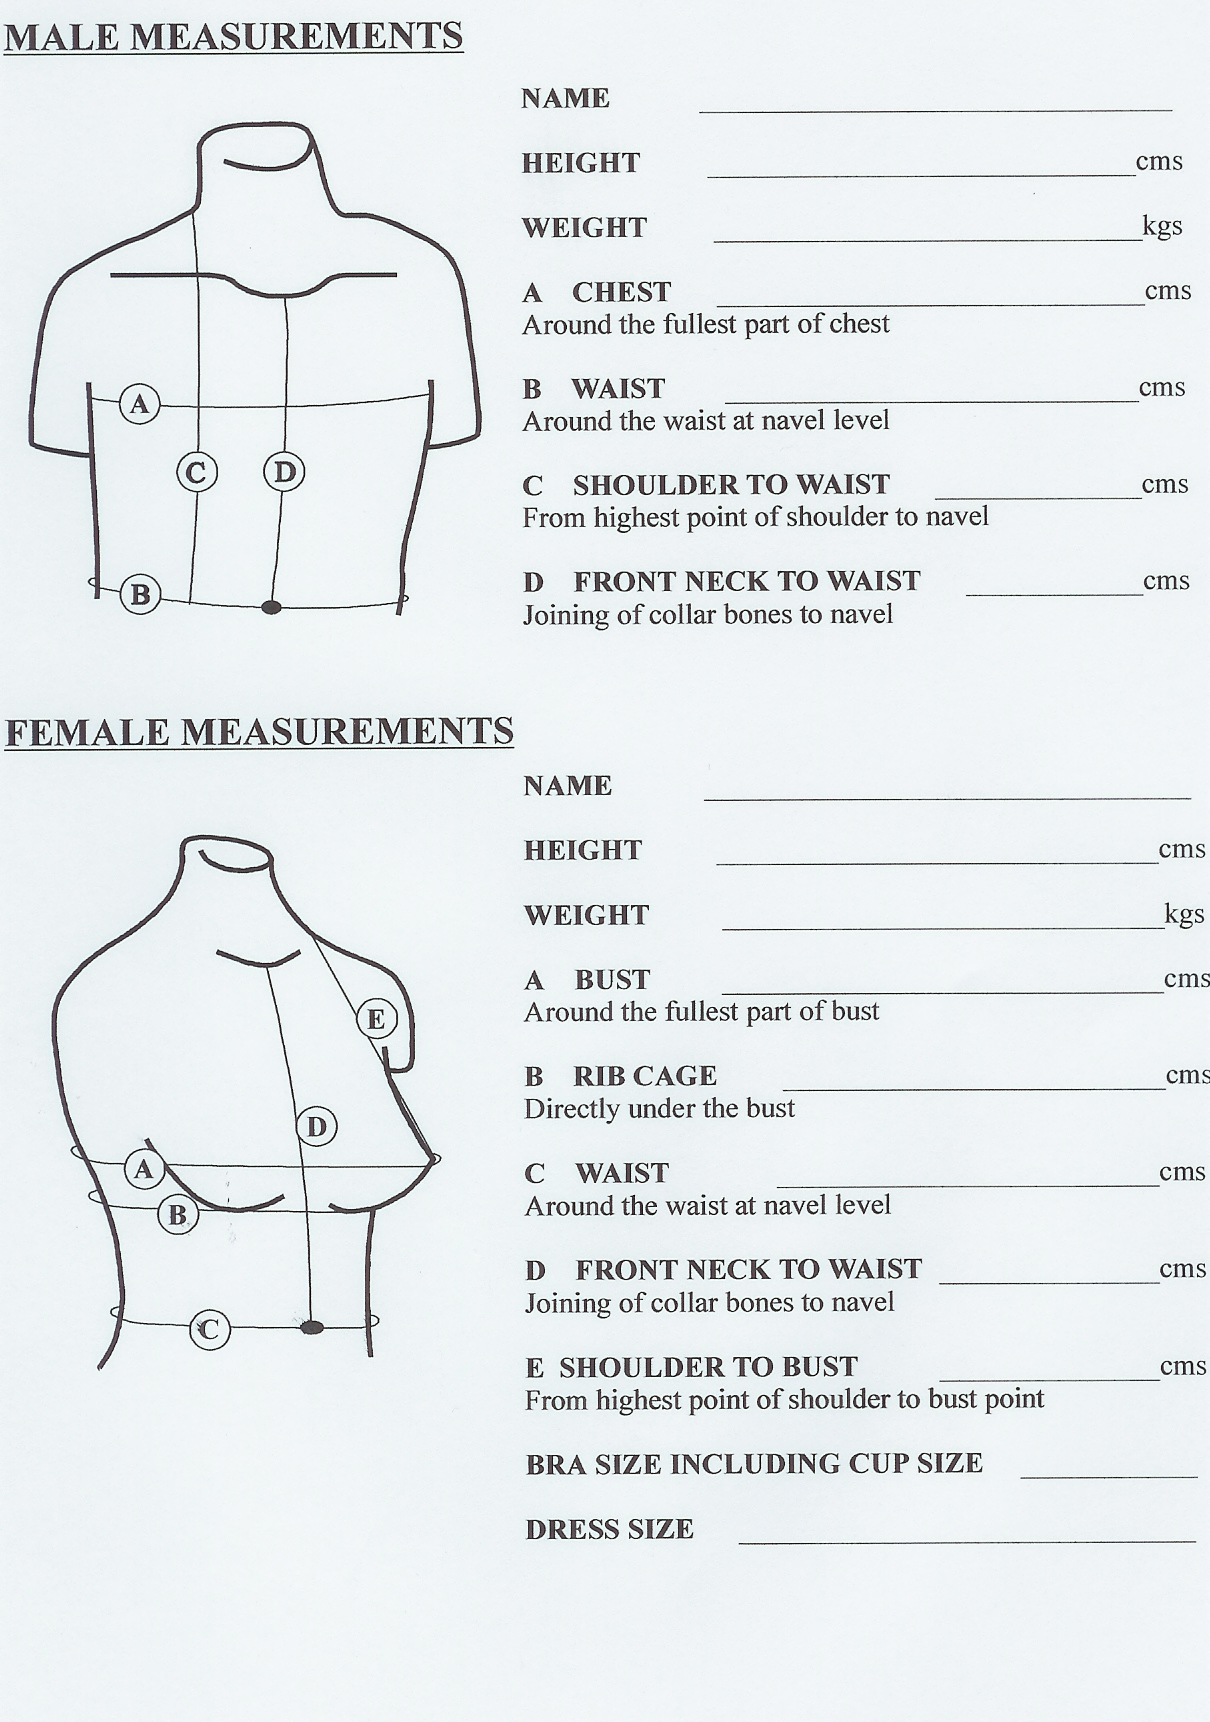 MALE MEASUREMENTS
NAME
HEIGHT cms
WEIGHT kgs
A CHEST cms
Around the fullest part of chest
B WAIST cms
Around the waist at navel level
C SHOULDER TO WAIST cms
From highest point of shoulder to navel
D FRONT NECK TO WAIST cms
Joining of collar bones to navel
A
C D
B
FEMALE MEASUREMENTS
NAME
HEIGHT cms
WEIGHT kgs
A BUST cms
Around the fullest part of bust
B RIB CAGE cms
Directly under the bust
C WAIST cms
Around the waist at navel level
D FRONT NECK TO WAIST cms
Joining of collar bones to navel
E SHOULDER TO BUST cms
From highest point of shoulder to bust point
BRA SIZE INCLUDING CUP SIZE
DRESS SIZE
E
D
A
B
C